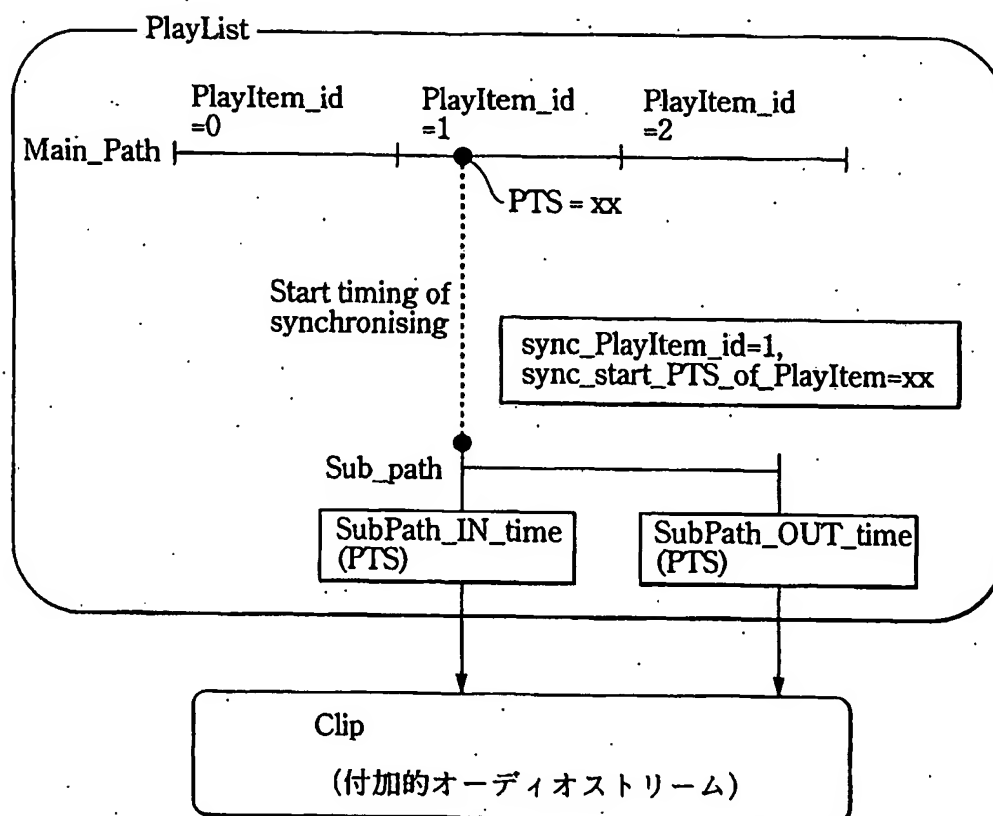 PlayList
PlayItem_id
=0
PlayItem_id
=1
PlayItem_id
=2
Main_Path
PTS = xx
Start timing of
synchronising
sync_PlayItem_id=1,
sync_start_PTS_of_PlayItem=xx
Sub_path
SubPath_IN_time
(PTS)
SubPath_OUT_time
(PTS)
Clip
(付加的オーディオストリーム)